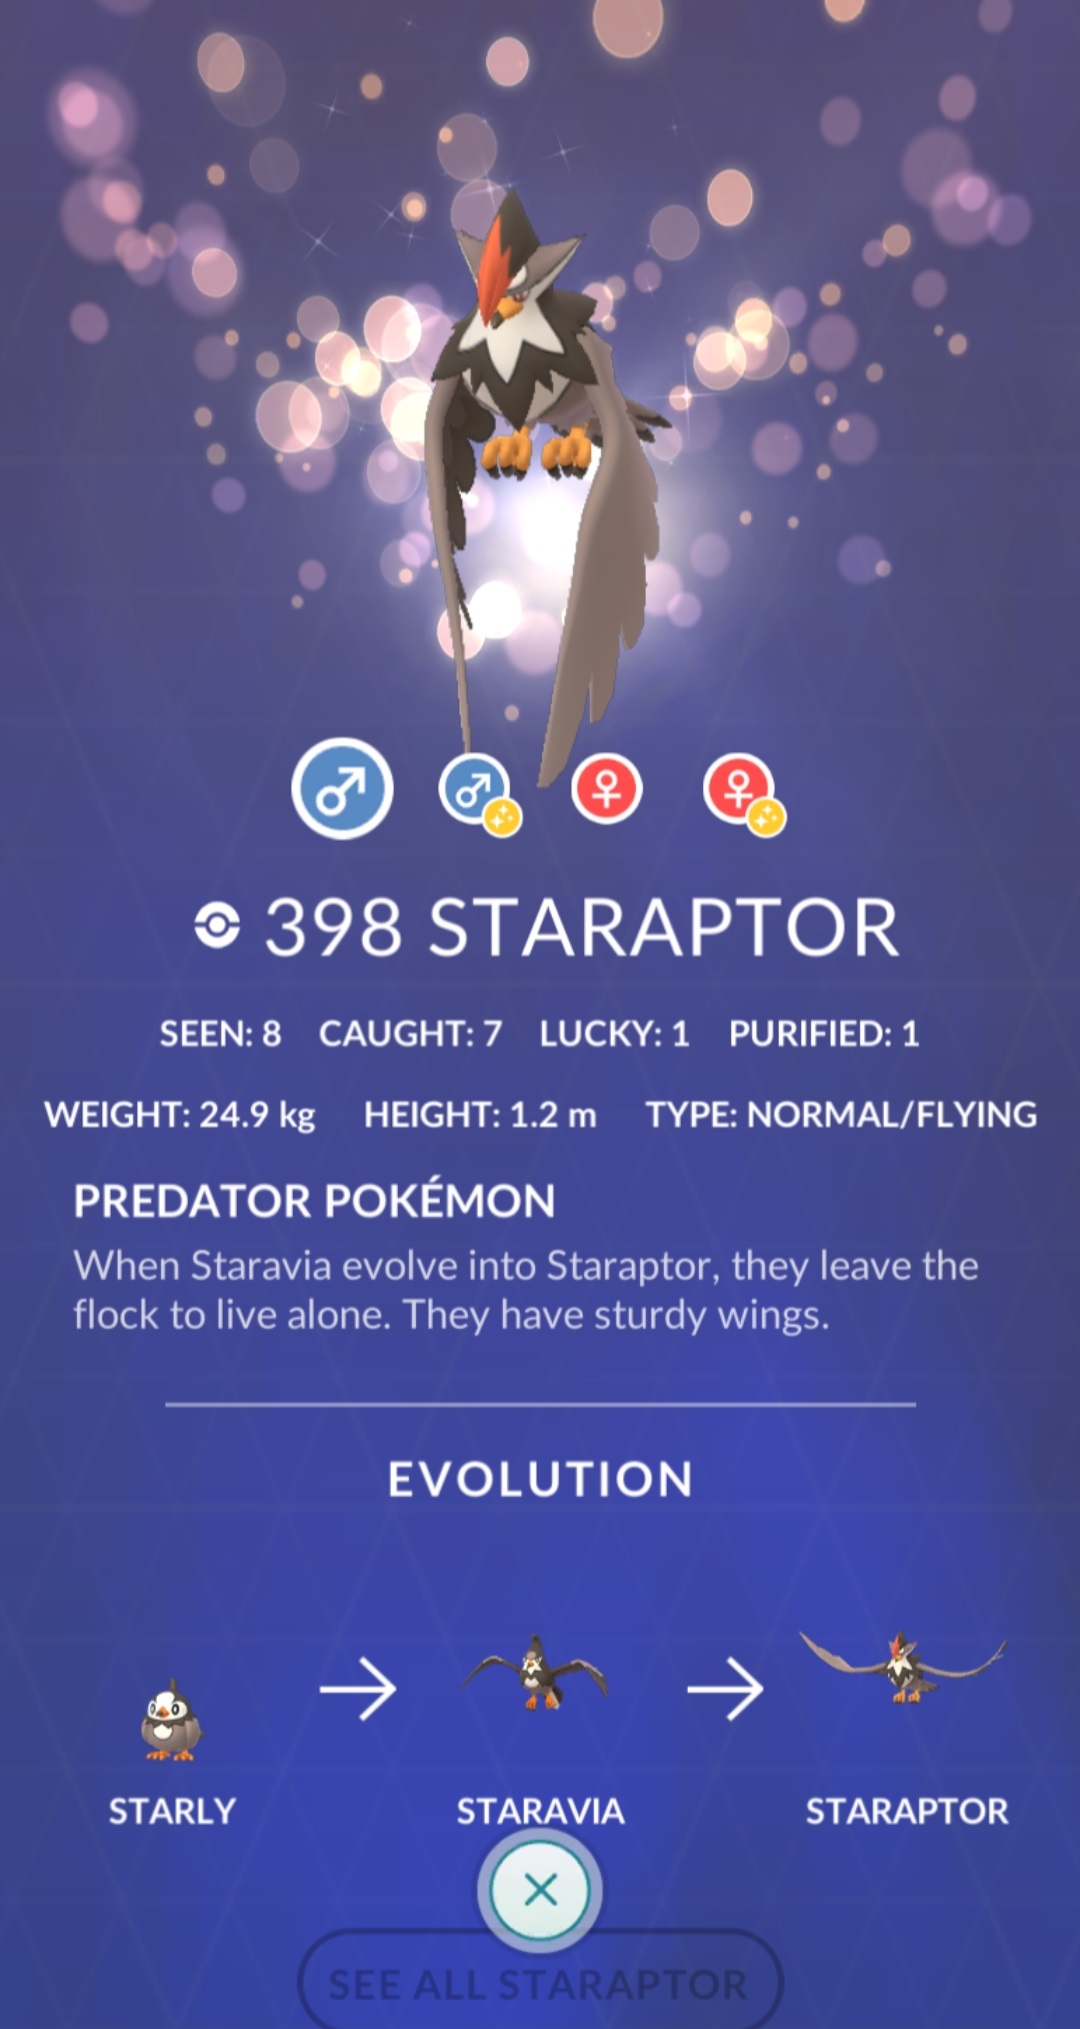 398 STARAPTOR
SEEN: 8 CAUGHT: 7 LUCKY: 1 PURIFIED: 1
WEIGHT: 24.9 kg HEIGHT: 1.2 m TYPE: NORMAL/FLYING
PREDATOR POKÉMON
When Staravia evolve into Staraptor, they leave the
flock to live alone. They have sturdy wings.
EVOLUTION
STARLY STARAVIA STARAPTOR
SEE ALL STARAPTOR